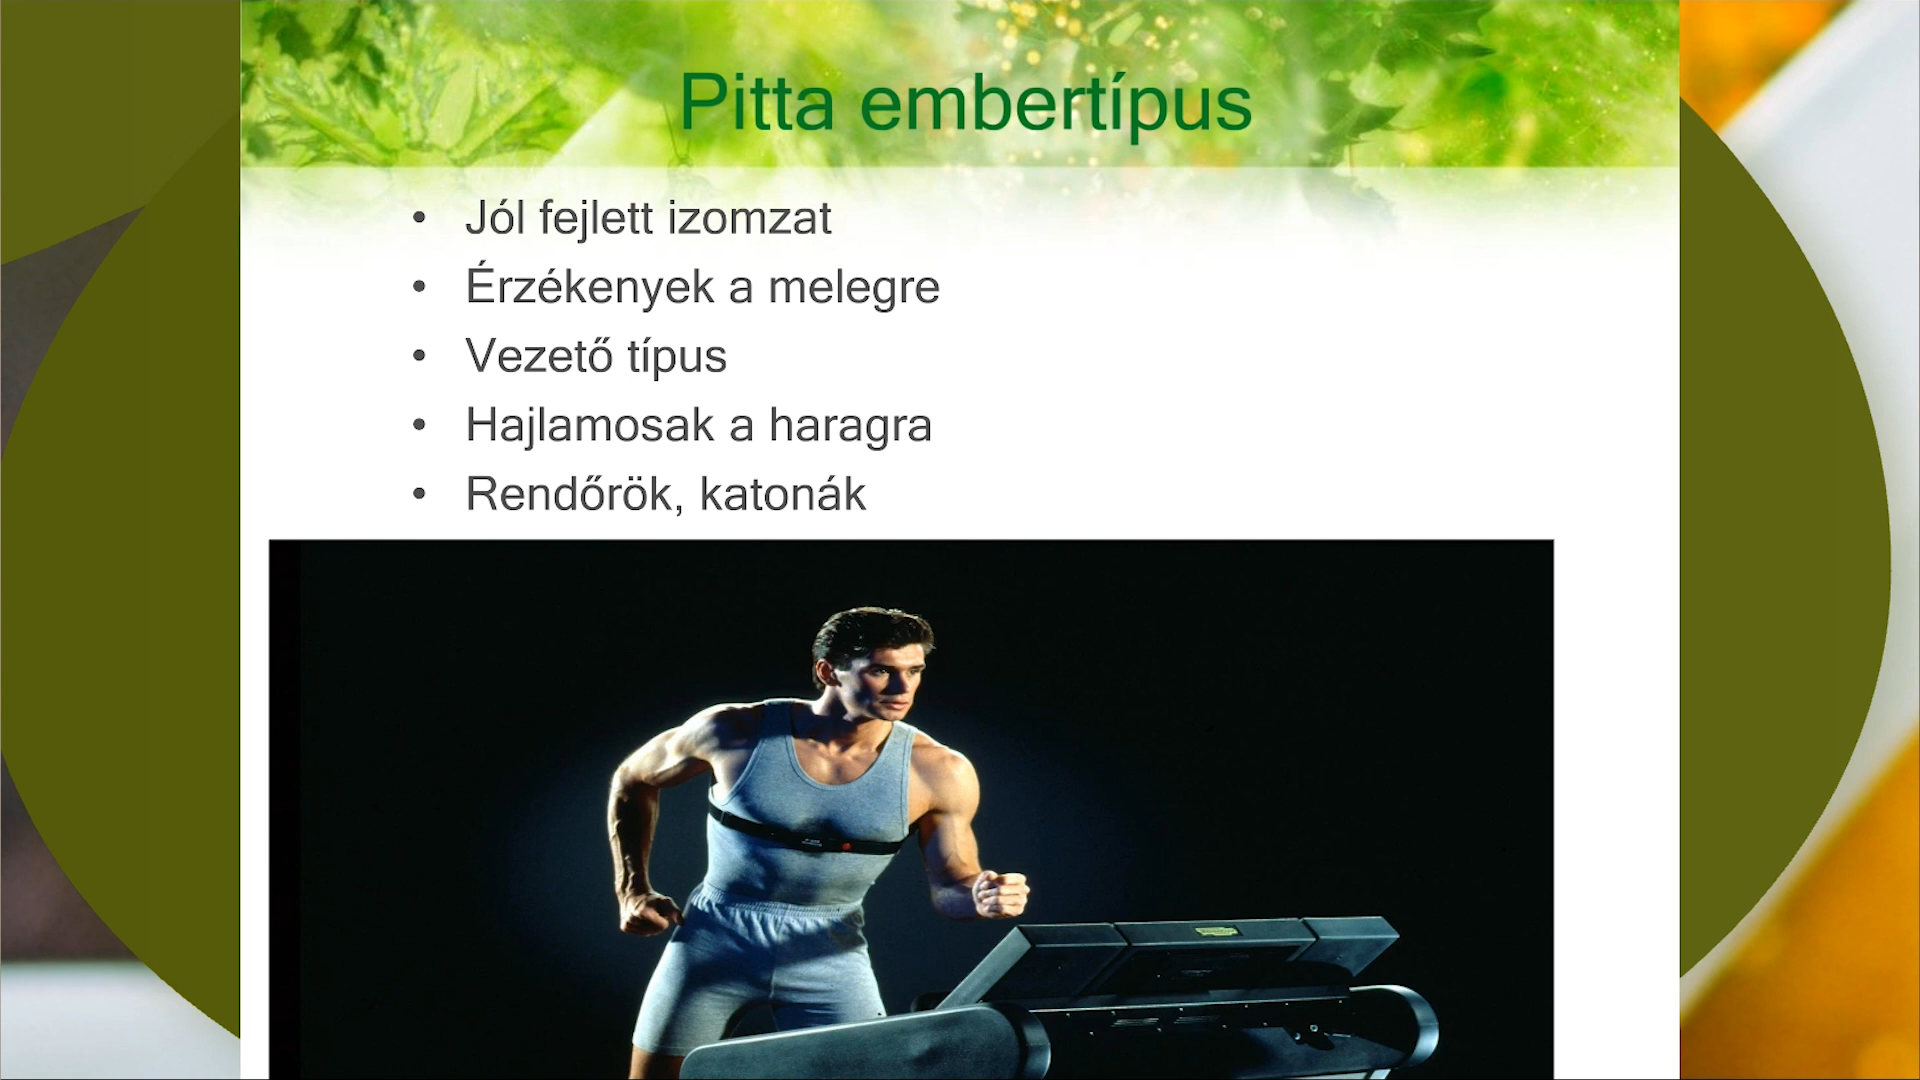 Pitta embertípus
• Jól fejlett izomzat
• Érzékenyek a melegre
• Vezető típus
• Hajlamosak a haragra
• Rendőrök, katonák